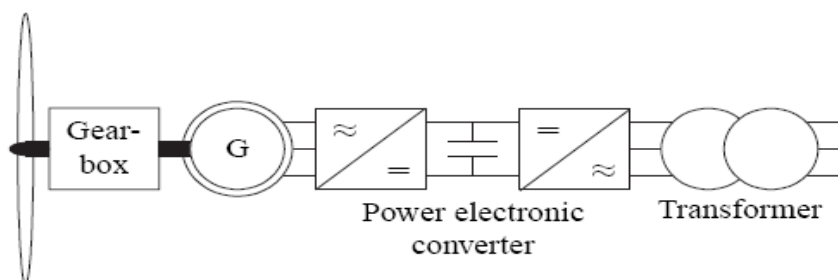 Gear-
box
G
≈
=
=
≈
Power electronic
converter
Transformer